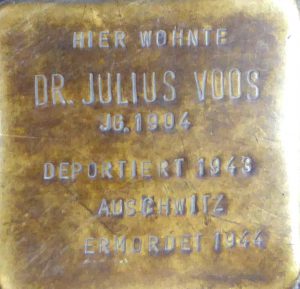 HIER WOHNTE
DR. JULIUS VOOS
JG. 1904
DEPORTIERT 1943
AUSCHWITZ
ERMORDET 1944